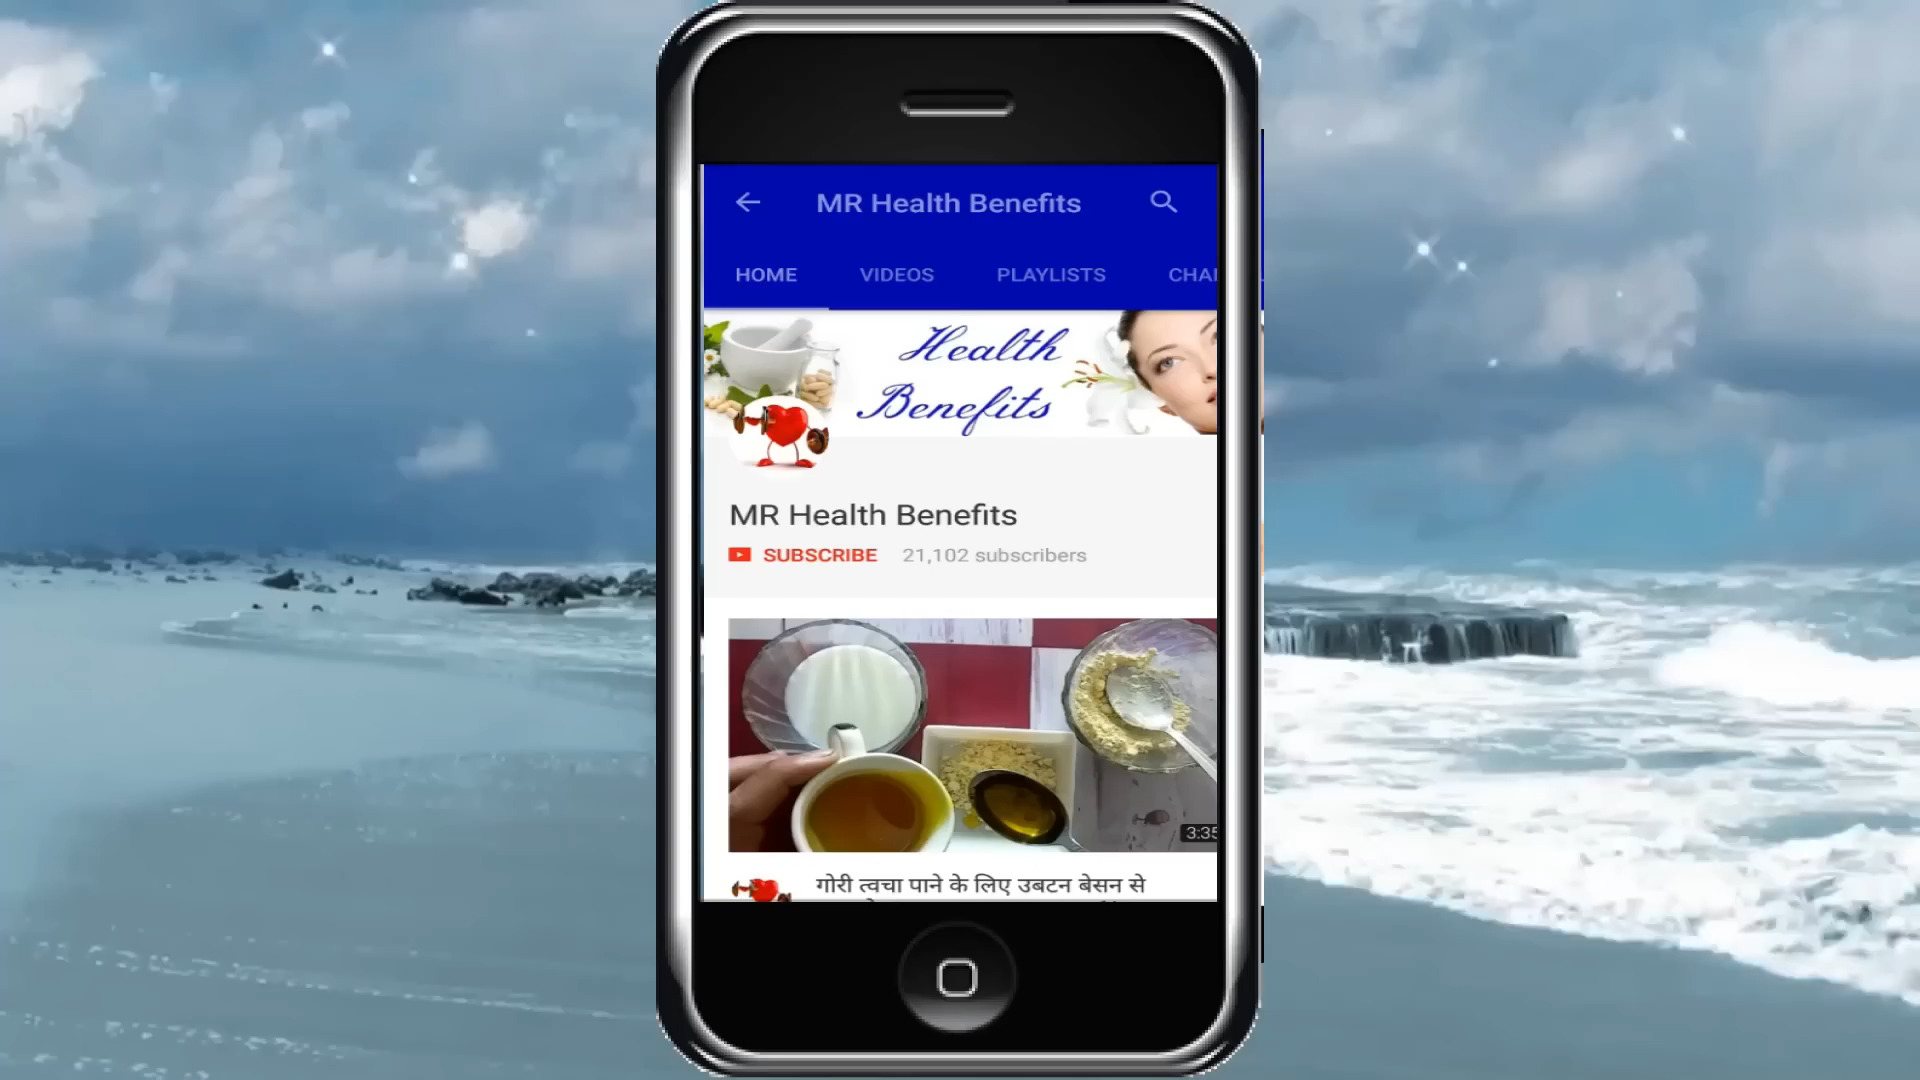 MR Health Benefits
HOME VIDEOS PLAYLISTS
Health
Benefits
MR Health Benefits
SUBSCRIBE 21,102 subscribers
3:35
गोरी त्वचा पाने के लिए उबटन बेसन से